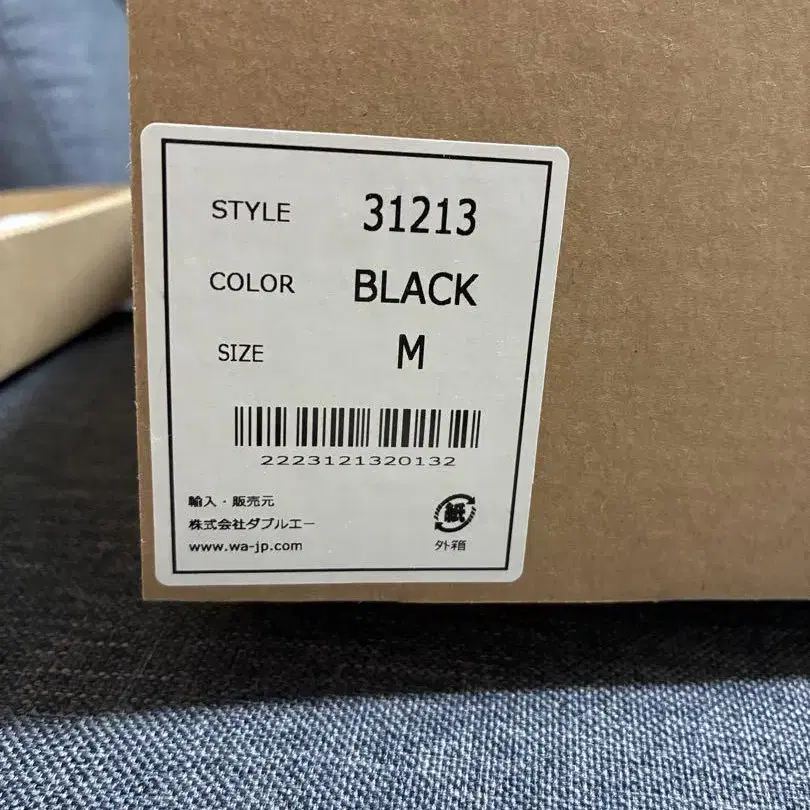 STYLE 31213
COLOR BLACK
SIZE M
2223121320132
輸入・販売元
株式会社ダブルエー
www.wa-jp.com
紙
外箱